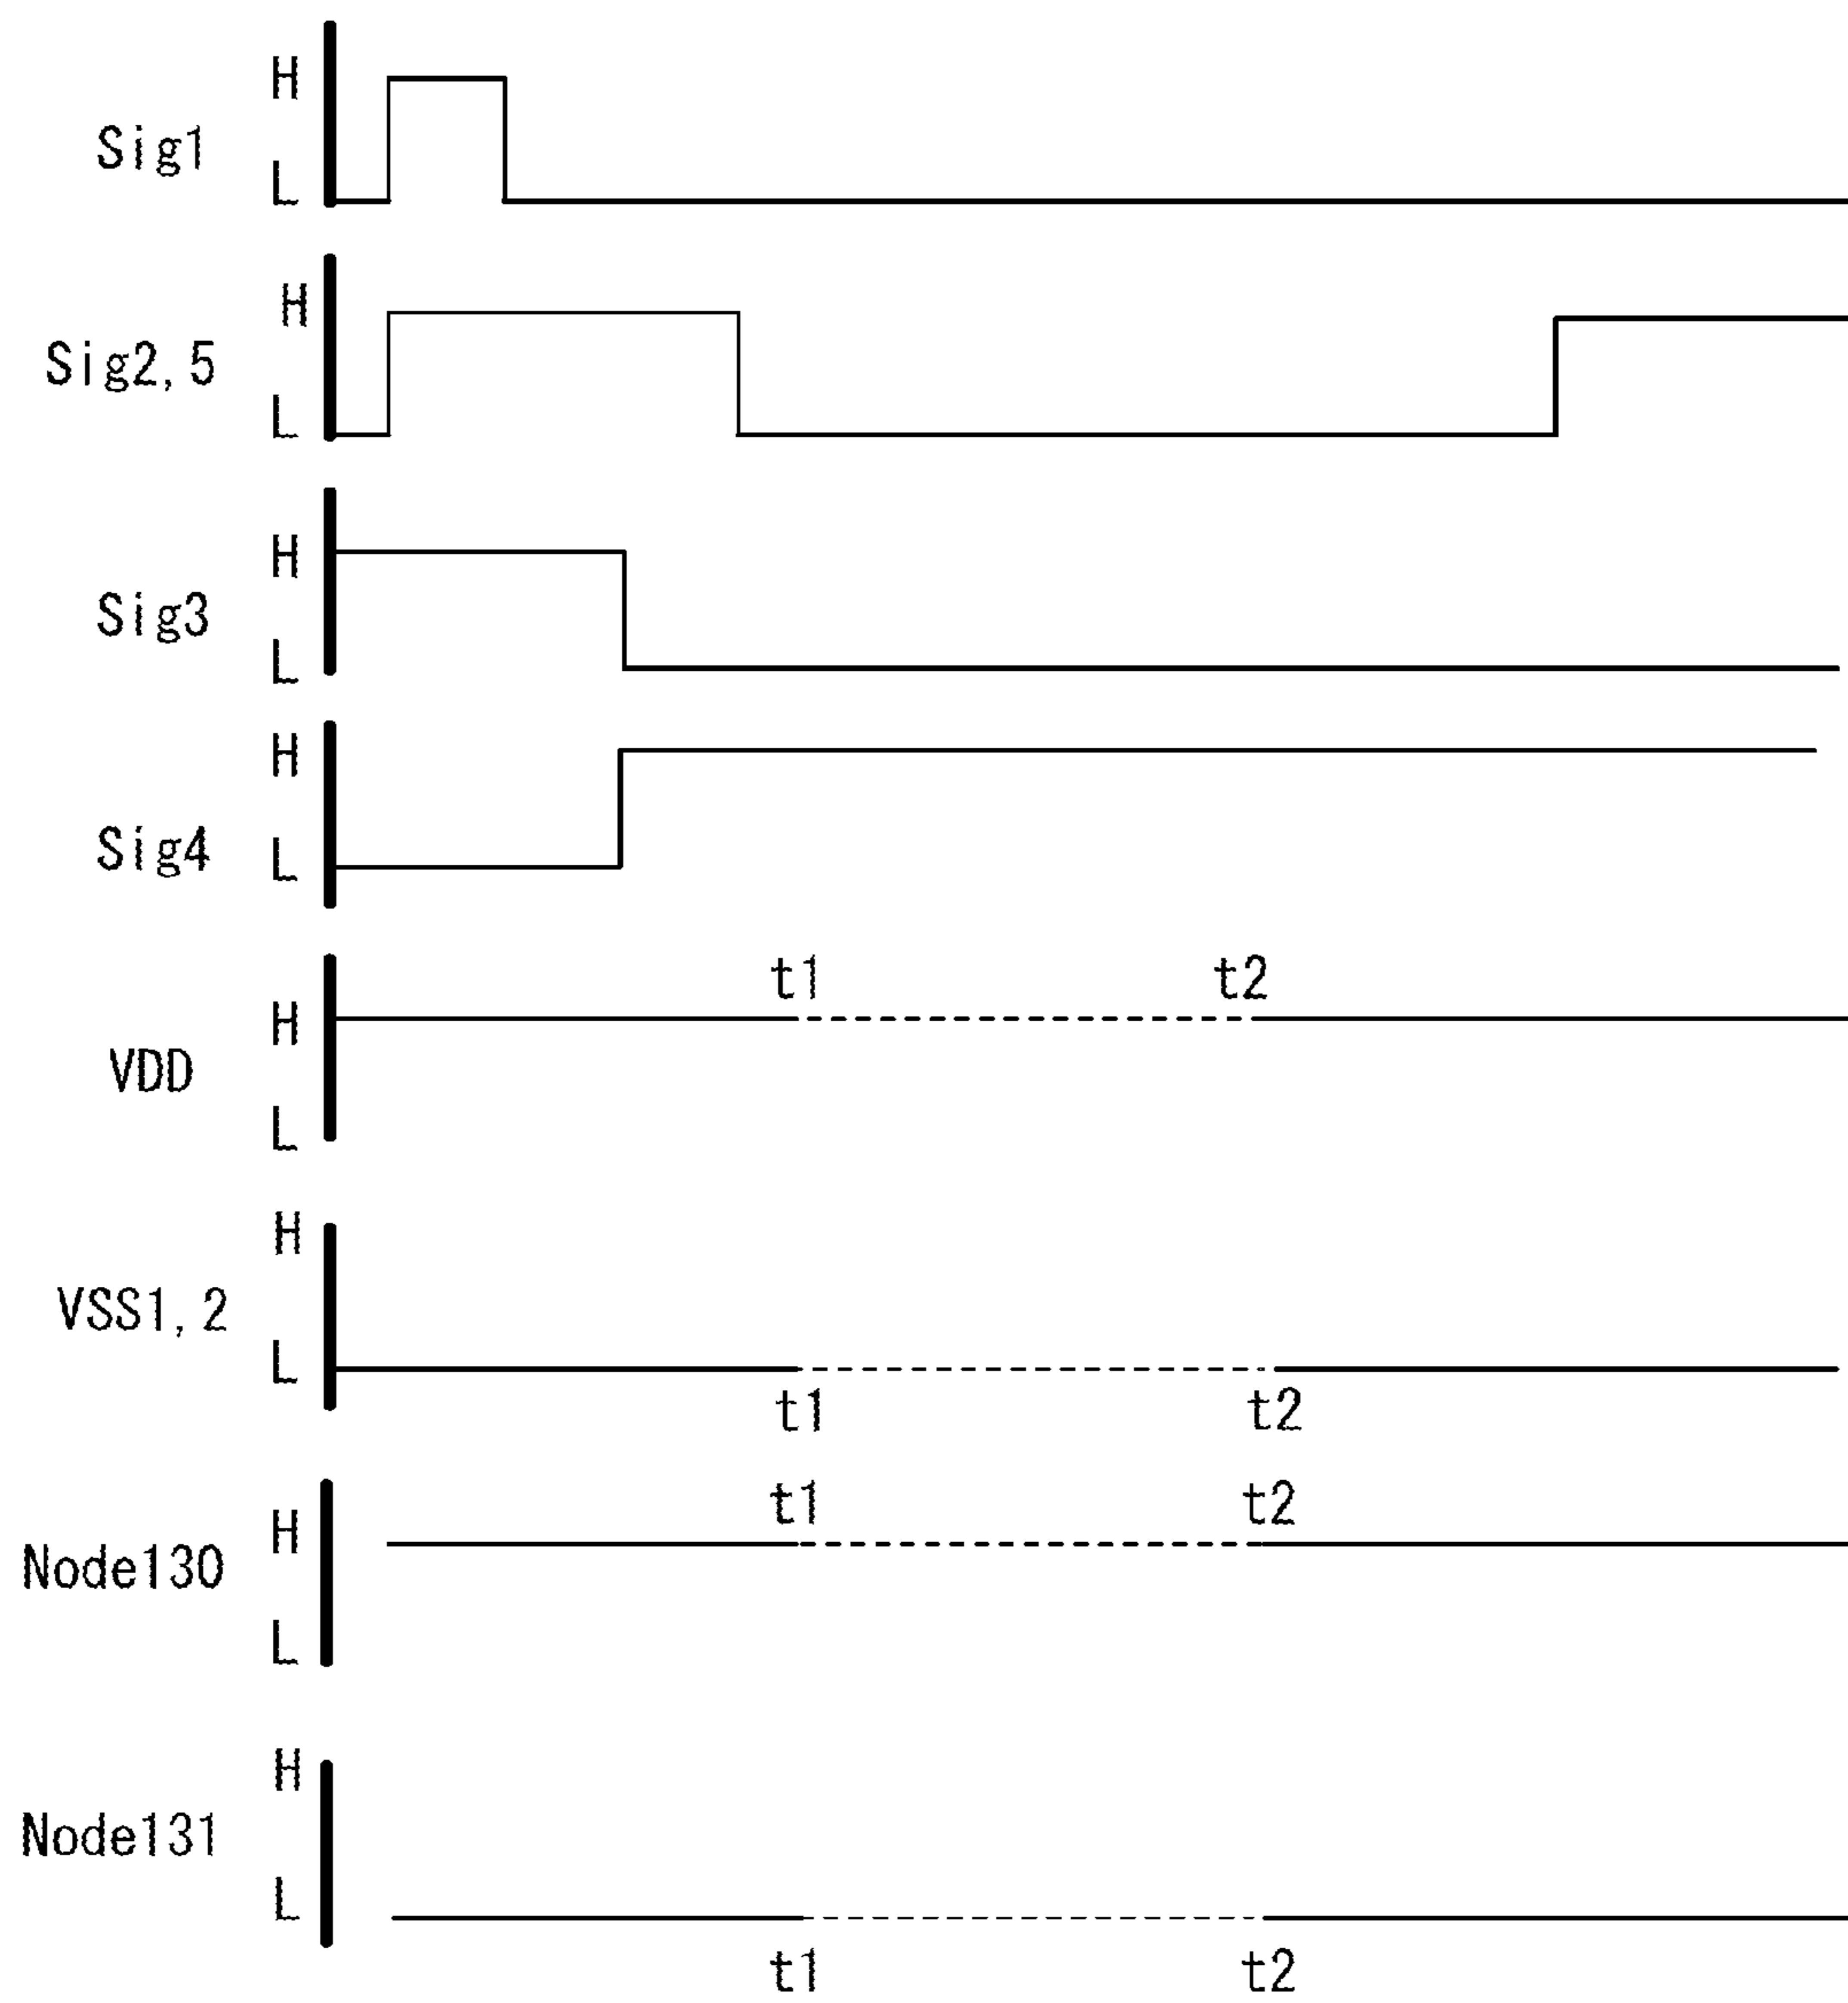 H
Sig1
L
H
Sig2,5
L
H
Sig3
L
H
Sig4
L
t1 t2
H
VDD
L
H
VSS1,2
L
t1 t2
t1 t2
H
Node130
L
H
Node131
L
t1 t2